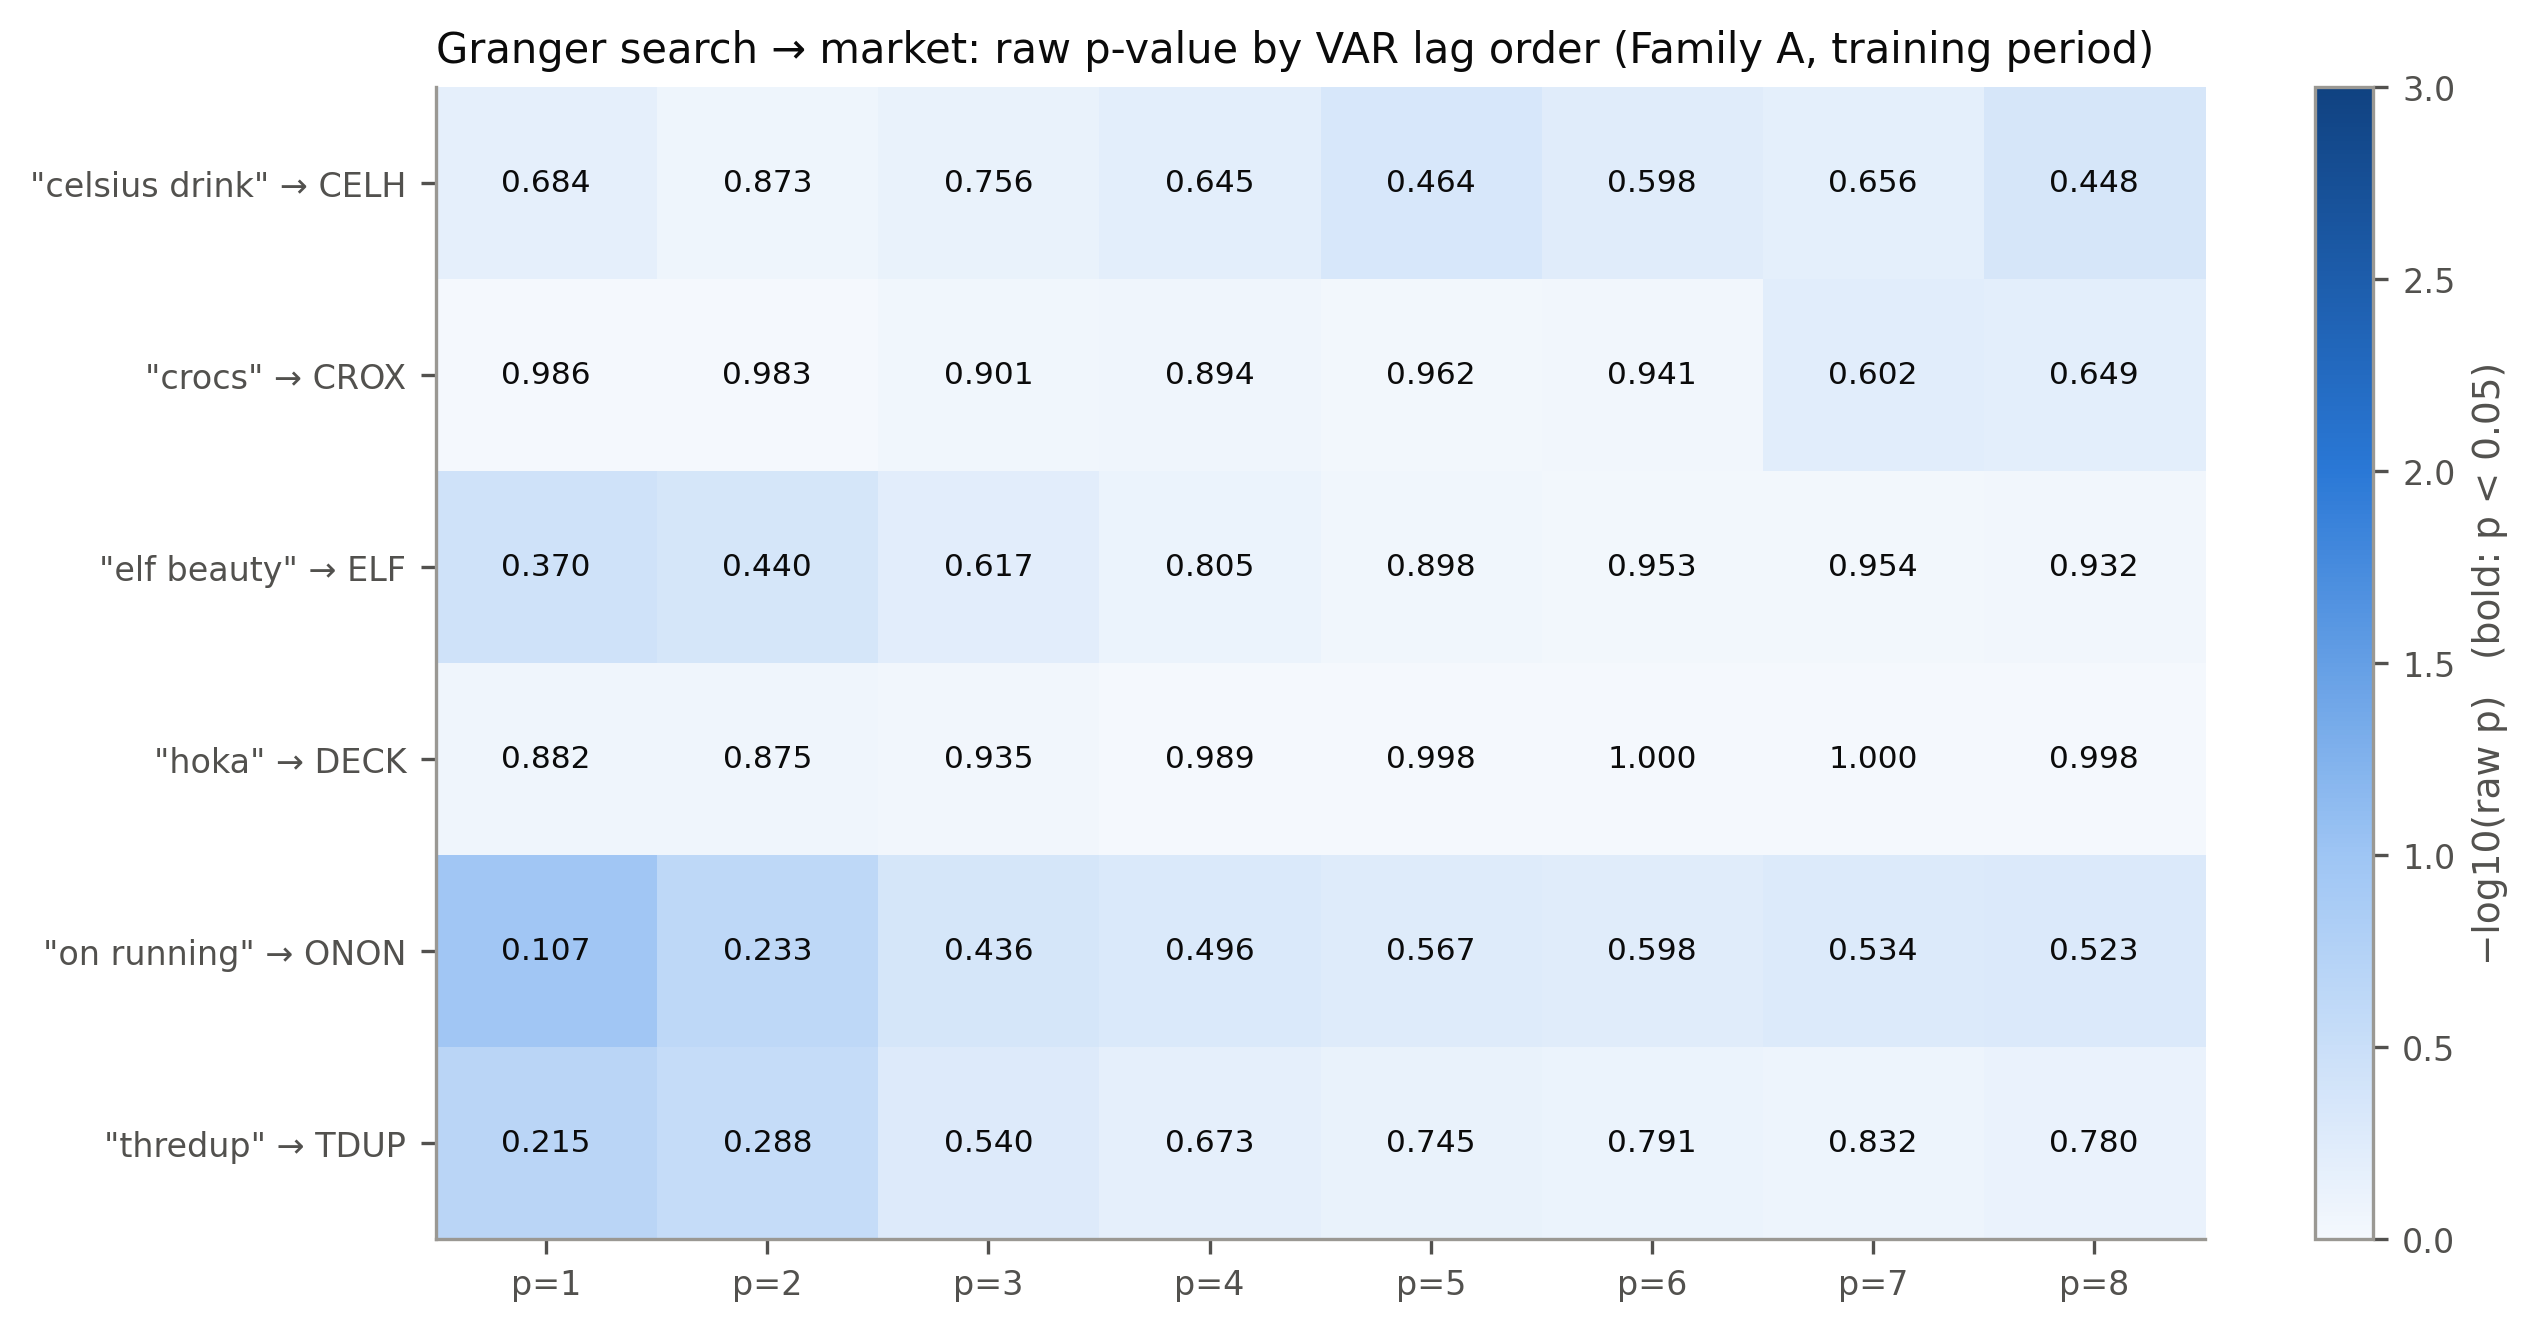 Granger search → market: raw p-value by VAR lag order (Family A, training period)
"celsius drink" → CELH 0.684 0.873 0.756 0.645 0.464 0.598 0.656 0.448
"crocs" → CROX 0.986 0.983 0.901 0.894 0.962 0.941 0.602 0.649
"elf beauty" → ELF 0.370 0.440 0.617 0.805 0.898 0.953 0.954 0.932
"hoka" → DECK 0.882 0.875 0.935 0.989 0.998 1.000 1.000 0.998
"on running" → ONON 0.107 0.233 0.436 0.496 0.567 0.598 0.534 0.523
"thredup" → TDUP 0.215 0.288 0.540 0.673 0.745 0.791 0.832 0.780
p=1 p=2 p=3 p=4 p=5 p=6 p=7 p=8
3.0
2.5
2.0
1.5
1.0
0.5
0.0
−log10(raw p) (bold: p < 0.05)